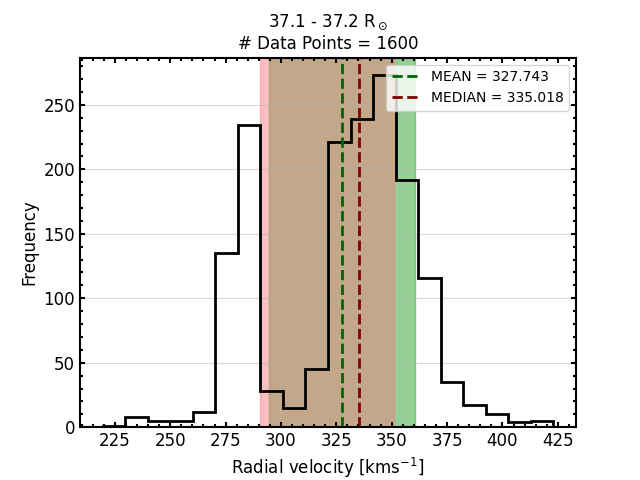 37.1 - 37.2 R⊙
# Data Points = 1600
MEAN = 327.743
MEDIAN = 335.018
Frequency
250
200
150
100
50
0
225 250 275 300 325 350 375 400 425
Radial velocity [kms⁻¹]